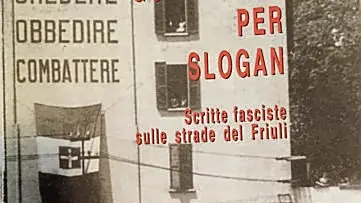 OBBEDIRE
COMBATTERE
PER
SLOGAN
Scritte fasciste
sulle strade del Friuli